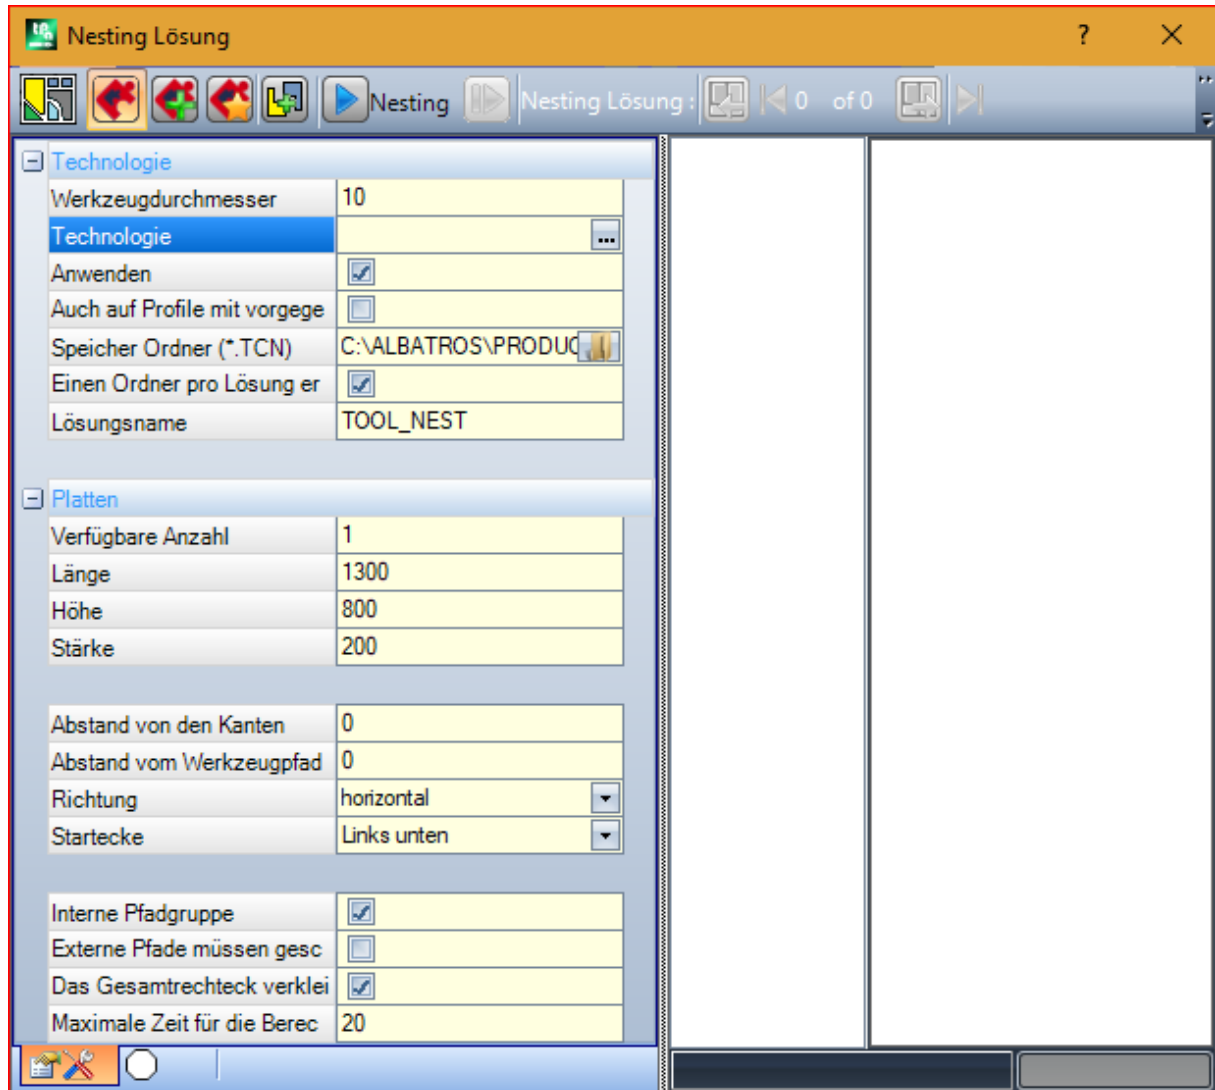 Nesting Lösung
Nesting Nesting Lösung : 0 of 0
Technologie
Werkzeugdurchmesser 10
Technologie ...
Anwenden
Auch auf Profile mit vorgege
Speicher Ordner (*.TCN) C:\ALBATROS\PRODUC
Einen Ordner pro Lösung er
Lösungsname TOOL_NEST
Platten
Verfügbare Anzahl 1
Länge 1300
Höhe 800
Stärke 200
Abstand von den Kanten 0
Abstand vom Werkzeugpfad 0
Richtung horizontal
Startecke Links unten
Interne Pfadgruppe
Externe Pfade müssen gesc
Das Gesamtrechteck verklei
Maximale Zeit für die Berec 20